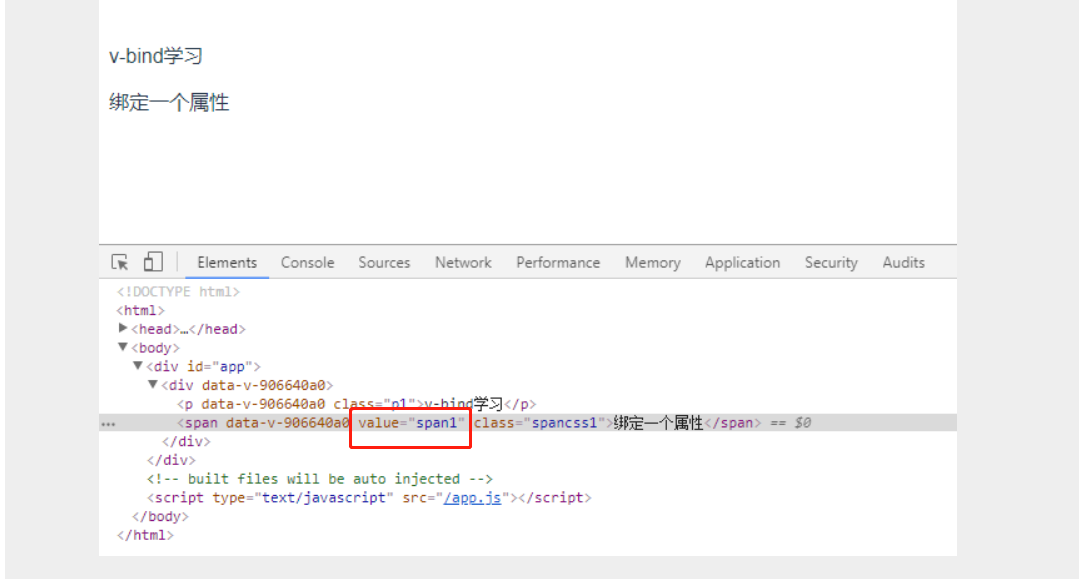 v-bind学习
绑定一个属性
Elements Console Sources Network Performance Memory Application Security Audits
<!DOCTYPE html>
<html>
▶<head>…</head>
▼<body>
▼<div id="app">
▼<div data-v-906640a0>
<p data-v-906640a0 class="p1">v-bind学习</p>
••• <span data-v-906640a0 value="span1" class="spancss1">绑定一个属性</span> == $0
</div>
</div>
<!-- built files will be auto injected -->
<script type="text/javascript" src="/app.js"></script>
</body>
</html>